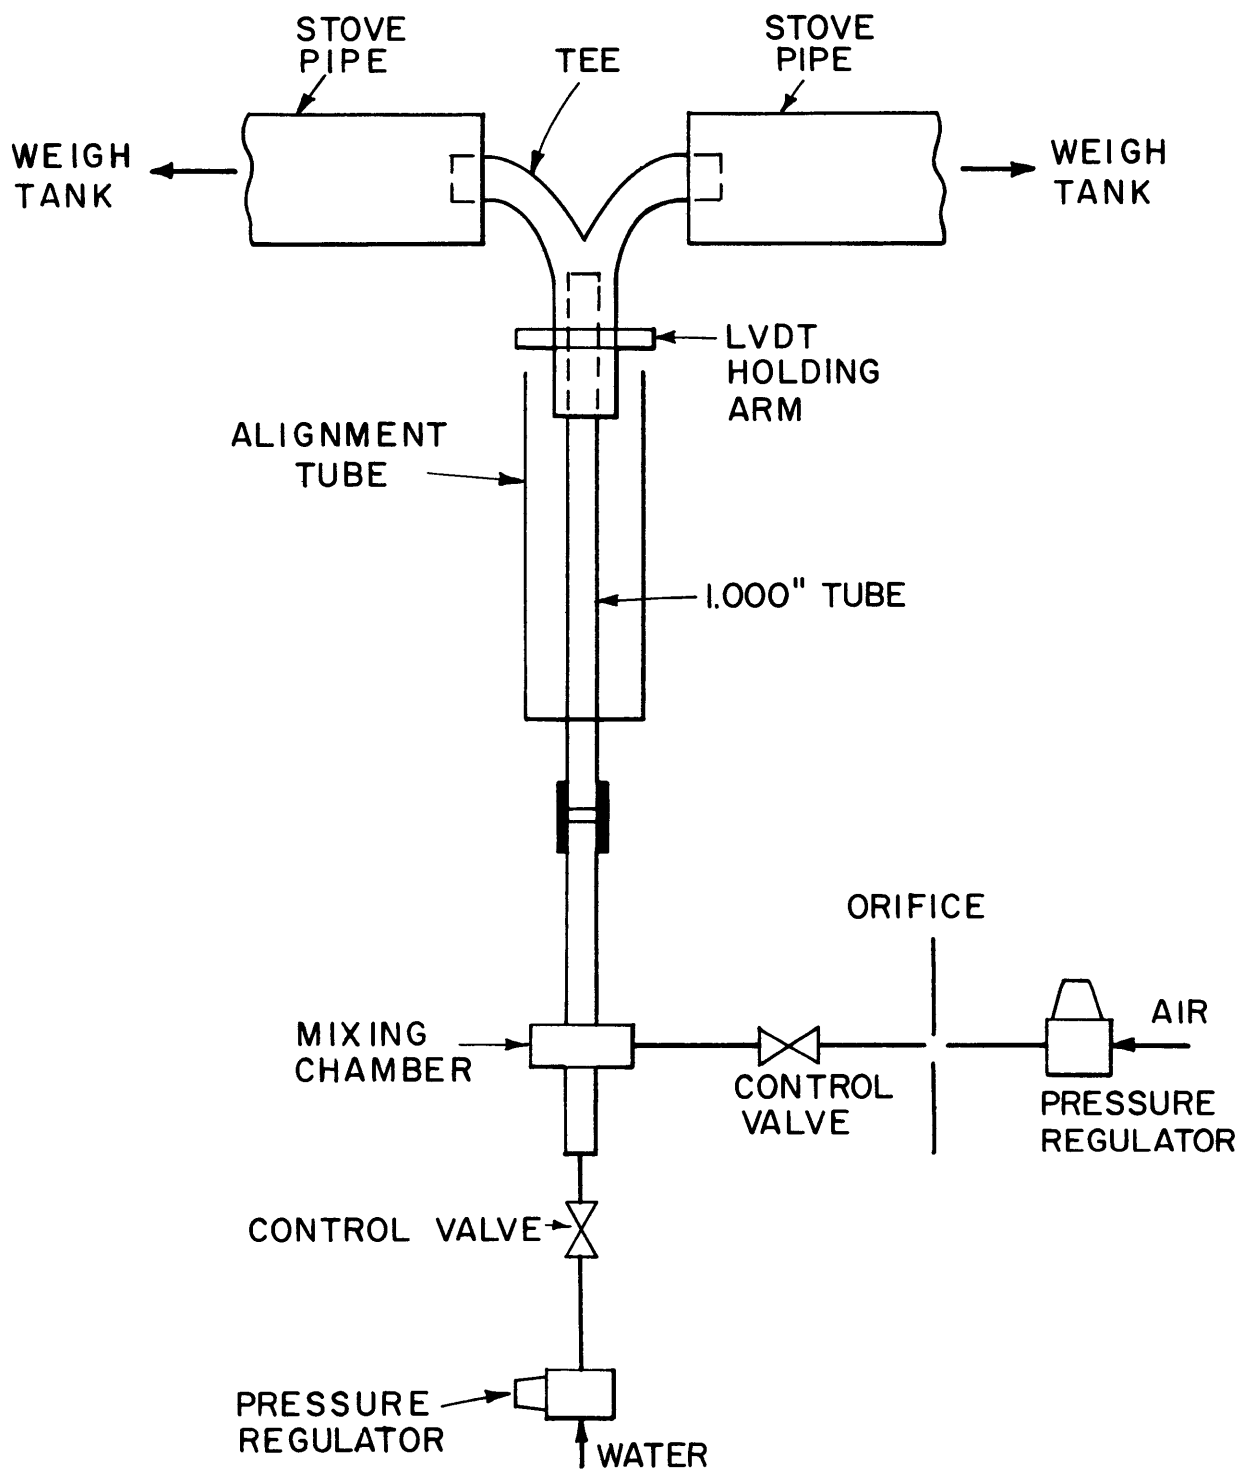 STOVE
PIPE
TEE
STOVE
PIPE
WEIGH
TANK
WEIGH
TANK
LVDT
HOLDING
ARM
ALIGNMENT
TUBE
1.000" TUBE
ORIFICE
AIR
MIXING
CHAMBER
CONTROL
VALVE
PRESSURE
REGULATOR
CONTROL VALVE
PRESSURE
REGULATOR
WATER